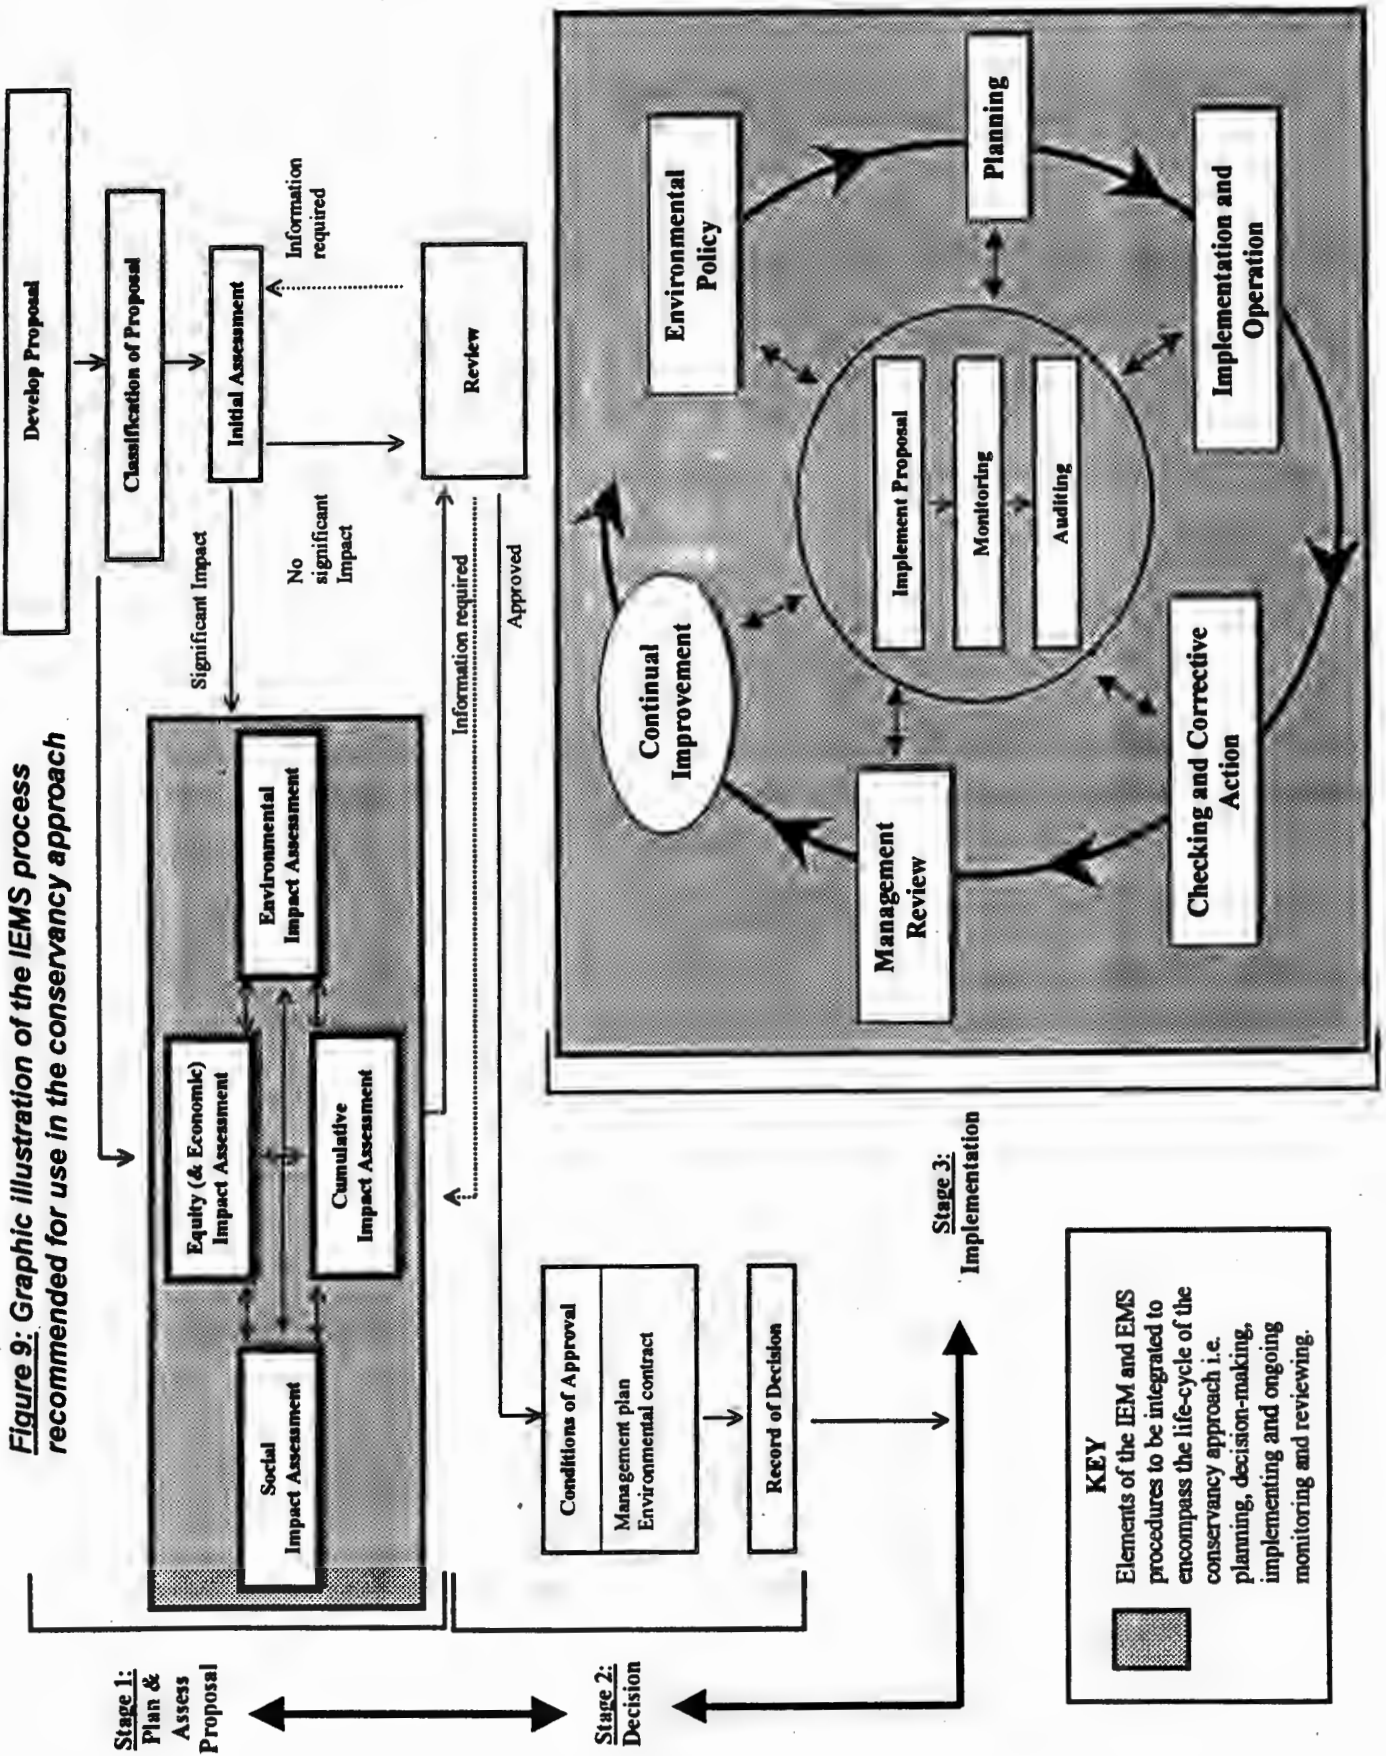 Figure 9: Graphic illustration of the IEMS process
recommended for use in the conservancy approach
Stage 1:
Plan &
Assess
Proposal
Develop Proposal
Classification of Proposal
Initial Assessment
Significant Impact
No
significant
Impact
Information
required
Social
Impact Assessment
Equity (& Economic)
Impact Assessment
Cumulative
Impact Assessment
Environmental
Impact Assessment
Review
Information required
Approved
Stage 2:
Decision
Conditions of Approval
Management plan
Environmental contract
Record of Decision
Stage 3:
Implementation
Continual
Improvement
Environmental
Policy
Planning
Implementation and
Operation
Checking and Corrective
Action
Management
Review
Implement Proposal
Monitoring
Auditing
KEY
Elements of the IEM and EMS
procedures to be integrated to
encompass the life-cycle of the
conservancy approach i.e.
planning, decision-making,
implementing and ongoing
monitoring and reviewing.